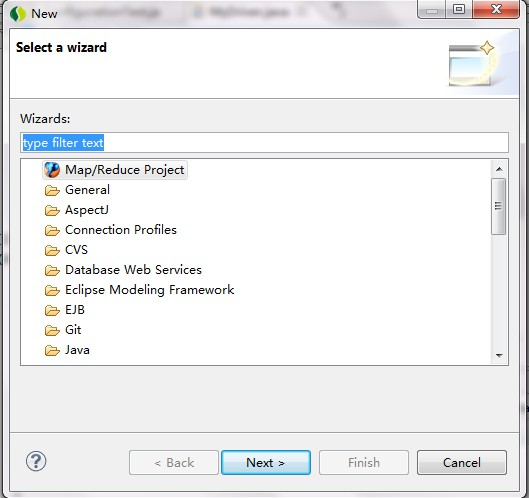 New
Select a wizard
Wizards:
type filter text
Map/Reduce Project
General
AspectJ
Connection Profiles
CVS
Database Web Services
Eclipse Modeling Framework
EJB
Git
Java
?
< Back
Next >
Finish
Cancel